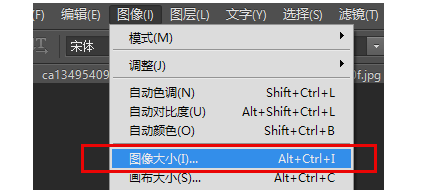 (F) 编辑(E) 图像(I) 图层(L) 文字(Y) 选择(S) 滤镜(T)
T 宋体 模式(M)
ca13495409 调整(J) 0f.jpg
自动色调(N) Shift+Ctrl+L
自动对比度(U) Alt+Shift+Ctrl+L
自动颜色(O) Shift+Ctrl+B
图像大小(I)... Alt+Ctrl+I
画布大小(S)... Alt+Ctrl+C